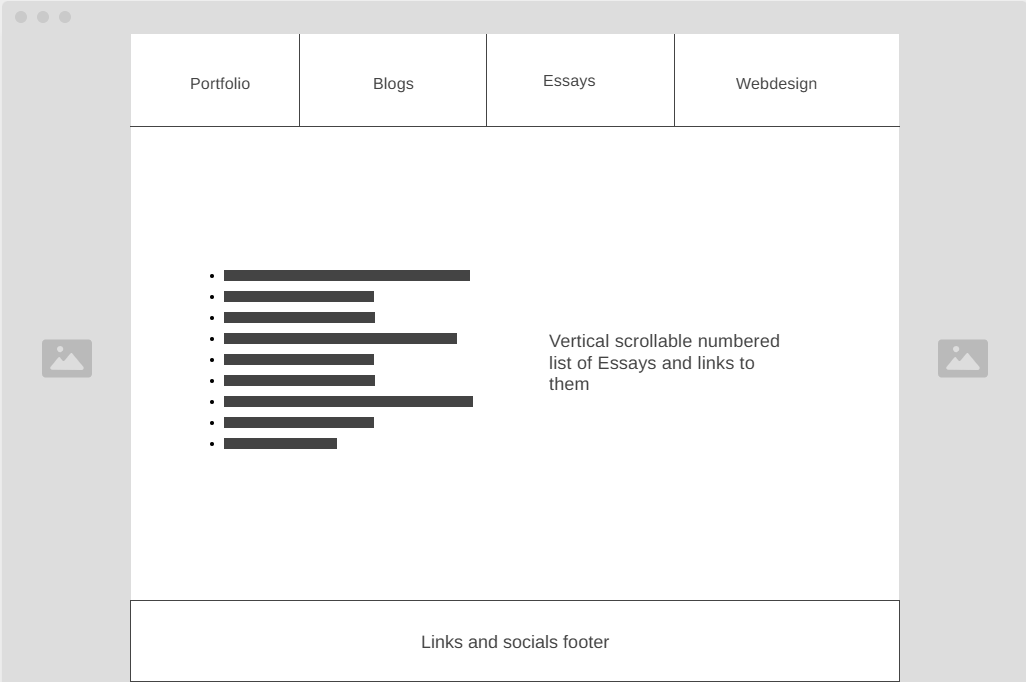 Portfolio
Blogs
Essays
Webdesign
Vertical scrollable numbered
list of Essays and links to
them
Links and socials footer